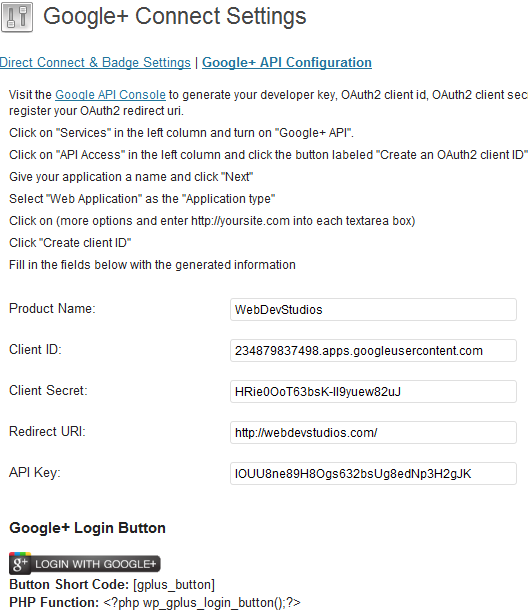 Google+ Connect Settings
Direct Connect & Badge Settings | Google+ API Configuration
Visit the Google API Console to generate your developer key, OAuth2 client id, OAuth2 client sec
register your OAuth2 redirect uri.
Click on "Services" in the left column and turn on "Google+ API".
Click on "API Access" in the left column and click the button labeled "Create an OAuth2 client ID"
Give your application a name and click "Next"
Select "Web Application" as the "Application type"
Click on (more options and enter http://yoursite.com into each textarea box)
Click "Create client ID"
Fill in the fields below with the generated information
Product Name: WebDevStudios
Client ID: 234879837498.apps.googleusercontent.com
Client Secret: HRie0OoT63bsK-lI9yuew82uJ
Redirect URI: http://webdevstudios.com/
API Key: IOUU8ne89H8Ogs632bsUg8edNp3H2gJK
Google+ Login Button
g+ LOGIN WITH GOOGLE+
Button Short Code: [gplus_button]
PHP Function: <?php wp_gplus_login_button();?>